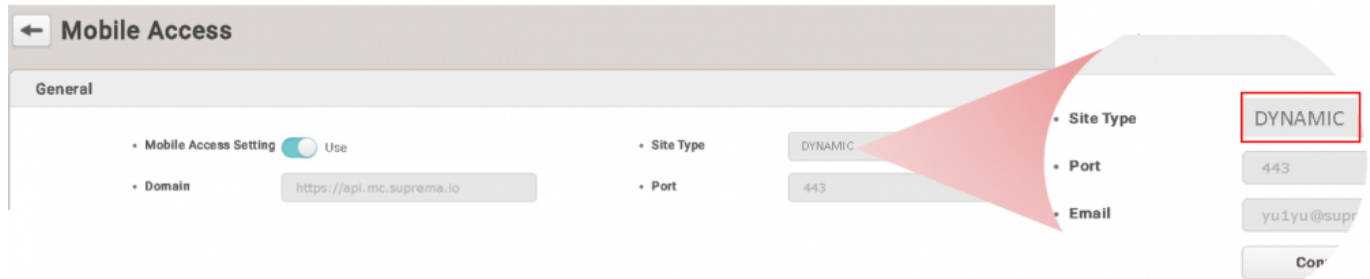 Mobile Access
General
• Mobile Access Setting Use
• Site Type DYNAMIC
• Domain https://api.mc.suprema.io
• Port 443
• Site Type DYNAMIC
• Port 443
• Email